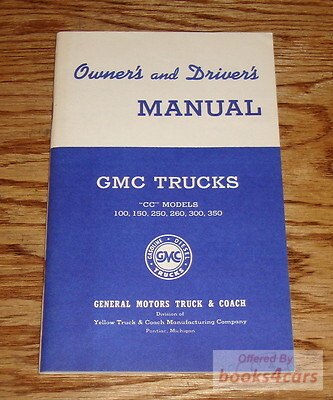 Owner's and Driver's
MANUAL
GMC TRUCKS
"CC" MODELS
100, 150, 250, 260, 300, 350
GASOLINE · DIESEL
GMC
TRUCKS
GENERAL MOTORS TRUCK & COACH
Division of
Yellow Truck & Coach Manufacturing Company
Pontiac, Michigan
Offered By
books4cars